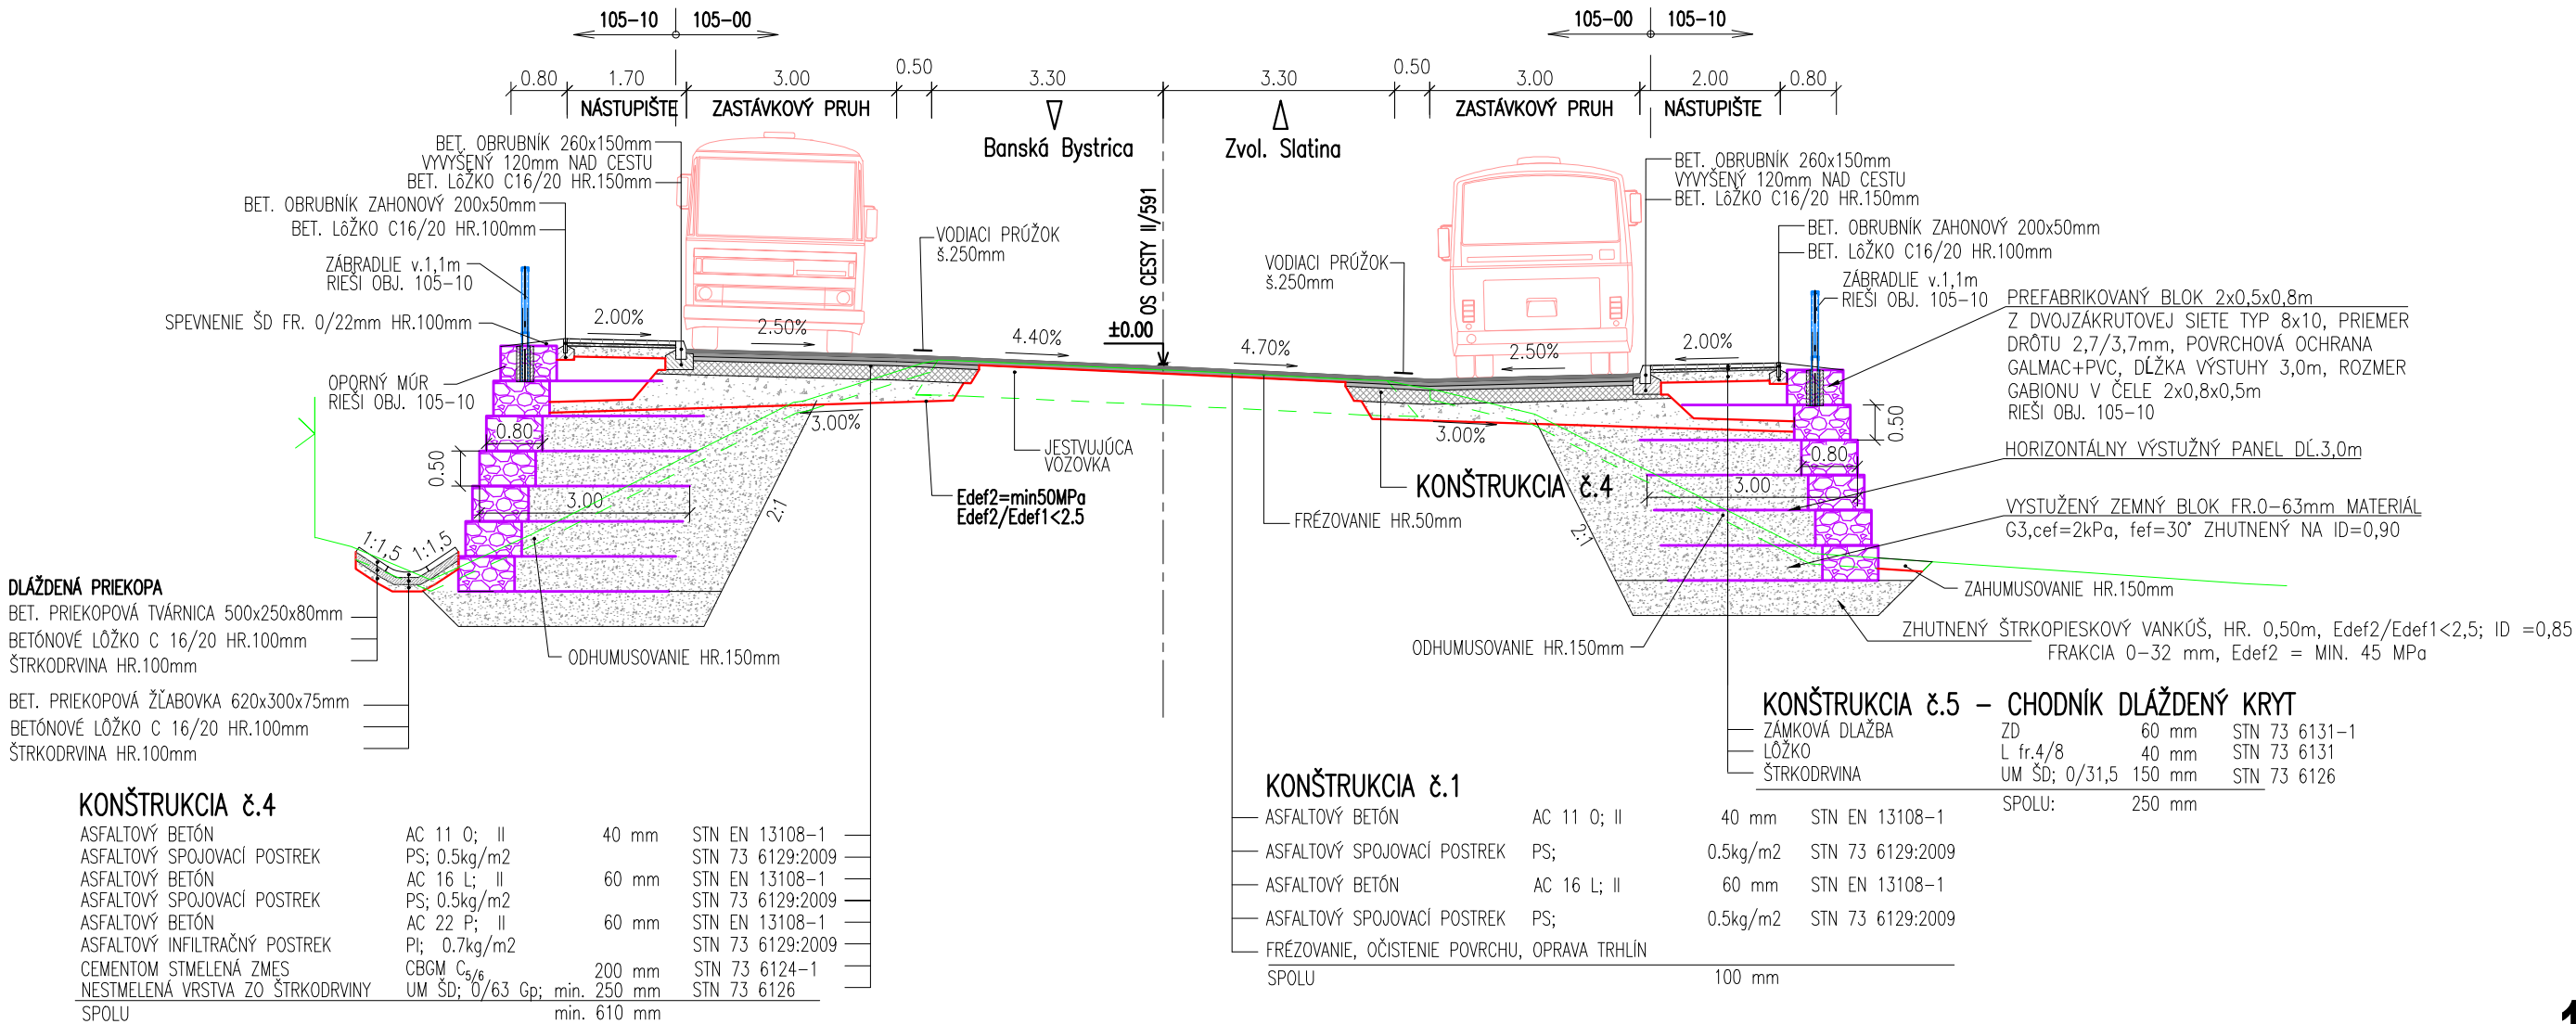 105-10 105-00
105-00 105-10
0.80 1.70 3.00 0.50 3.30 3.30 0.50 3.00 2.00 0.80
NÁSTUPIŠTE ZASTÁVKOVÝ PRUH
ZASTÁVKOVÝ PRUH NÁSTUPIŠTE
Banská Bystrica
Zvol. Slatina
OS CESTY II/591
±0.00
BET. OBRUBNÍK 260x150mm
VYVYŠENÝ 120mm NAD CESTU
BET. LôŽKO C16/20 HR.150mm
BET. OBRUBNÍK ZAHONOVÝ 200x50mm
BET. LôŽKO C16/20 HR.100mm
ZÁBRADLIE v.1,1m
RIEŠI OBJ. 105-10
SPEVNENIE ŠD FR. 0/22mm HR.100mm
OPORNÝ MÚR
RIEŠI OBJ. 105-10
VODIACI PRÚŽOK
š.250mm
VODIACI PRÚŽOK
š.250mm
BET. OBRUBNÍK 260x150mm
VYVYŠENÝ 120mm NAD CESTU
BET. LôŽKO C16/20 HR.150mm
BET. OBRUBNÍK ZAHONOVÝ 200x50mm
BET. LôŽKO C16/20 HR.100mm
ZÁBRADLIE v.1,1m
RIEŠI OBJ. 105-10
PREFABRIKOVANÝ BLOK 2x0,5x0,8m
Z DVOJZÁKRUTOVEJ SIETE TYP 8x10, PRIEMER
DRÔTU 2,7/3,7mm, POVRCHOVÁ OCHRANA
GALMAC+PVC, DĹŽKA VÝSTUHY 3,0m, ROZMER
GABIONU V ČELE 2x0,8x0,5m
RIEŠI OBJ. 105-10
HORIZONTÁLNY VÝSTUŽNÝ PANEL DĹ.3,0m
VYSTUŽENÝ ZEMNÝ BLOK FR.0-63mm MATERIÁL
G3,cef=2kPa, fef=30° ZHUTNENÝ NA ID=0,90
2.00% 2.50% 4.40% 4.70% 2.50% 2.00%
3.00%
3.00%
0.80
0.50
3.00
2:1
1:1,5 1:1,5
0.50
0.80
3.00
2:1
JESTVUJÚCA
VOZOVKA
Edef2=min50MPa
Edef2/Edef1<2.5
KONŠTRUKCIA č.4
FRÉZOVANIE HR.50mm
ZAHUMUSOVANIE HR.150mm
ODHUMUSOVANIE HR.150mm
ODHUMUSOVANIE HR.150mm
ZHUTNENÝ ŠTRKOPIESKOVÝ VANKÚŠ, HR. 0,50m, Edef2/Edef1<2,5; ID =0,85
FRAKCIA 0-32 mm, Edef2 = MIN. 45 MPa
DLÁŽDENÁ PRIEKOPA
BET. PRIEKOPOVÁ TVÁRNICA 500x250x80mm
BETÓNOVÉ LÔŽKO C 16/20 HR.100mm
ŠTRKODRVINA HR.100mm
BET. PRIEKOPOVÁ ŽĽABOVKA 620x300x75mm
BETÓNOVÉ LÔŽKO C 16/20 HR.100mm
ŠTRKODRVINA HR.100mm
KONŠTRUKCIA č.5 - CHODNÍK DLÁŽDENÝ KRYT
ZÁMKOVÁ DLAŽBA ZD 60 mm STN 73 6131-1
LÔŽKO L fr.4/8 40 mm STN 73 6131
ŠTRKODRVINA UM ŠD; 0/31,5 150 mm STN 73 6126
SPOLU: 250 mm
KONŠTRUKCIA č.4
ASFALTOVÝ BETÓN AC 11 O; II 40 mm STN EN 13108-1
ASFALTOVÝ SPOJOVACÍ POSTREK PS; 0.5kg/m2 STN 73 6129:2009
ASFALTOVÝ BETÓN AC 16 L; II 60 mm STN EN 13108-1
ASFALTOVÝ SPOJOVACÍ POSTREK PS; 0.5kg/m2 STN 73 6129:2009
ASFALTOVÝ BETÓN AC 22 P; II 60 mm STN EN 13108-1
ASFALTOVÝ INFILTRAČNÝ POSTREK PI; 0.7kg/m2 STN 73 6129:2009
CEMENTOM STMELENÁ ZMES CBGM C5/6 200 mm STN 73 6124-1
NESTMELENÁ VRSTVA ZO ŠTRKODRVINY UM ŠD; 0/63 Gp; min. 250 mm STN 73 6126
SPOLU min. 610 mm
KONŠTRUKCIA č.1
ASFALTOVÝ BETÓN AC 11 O; II 40 mm STN EN 13108-1
ASFALTOVÝ SPOJOVACÍ POSTREK PS; 0.5kg/m2 STN 73 6129:2009
ASFALTOVÝ BETÓN AC 16 L; II 60 mm STN EN 13108-1
ASFALTOVÝ SPOJOVACÍ POSTREK PS; 0.5kg/m2 STN 73 6129:2009
FRÉZOVANIE, OČISTENIE POVRCHU, OPRAVA TRHLÍN
SPOLU 100 mm